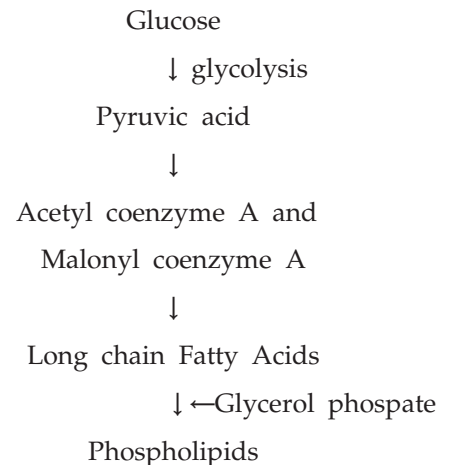 Glucose
↓ glycolysis
Pyruvic acid
↓
Acetyl coenzyme A and
Malonyl coenzyme A
↓
Long chain Fatty Acids
↓←Glycerol phospate
Phospholipids